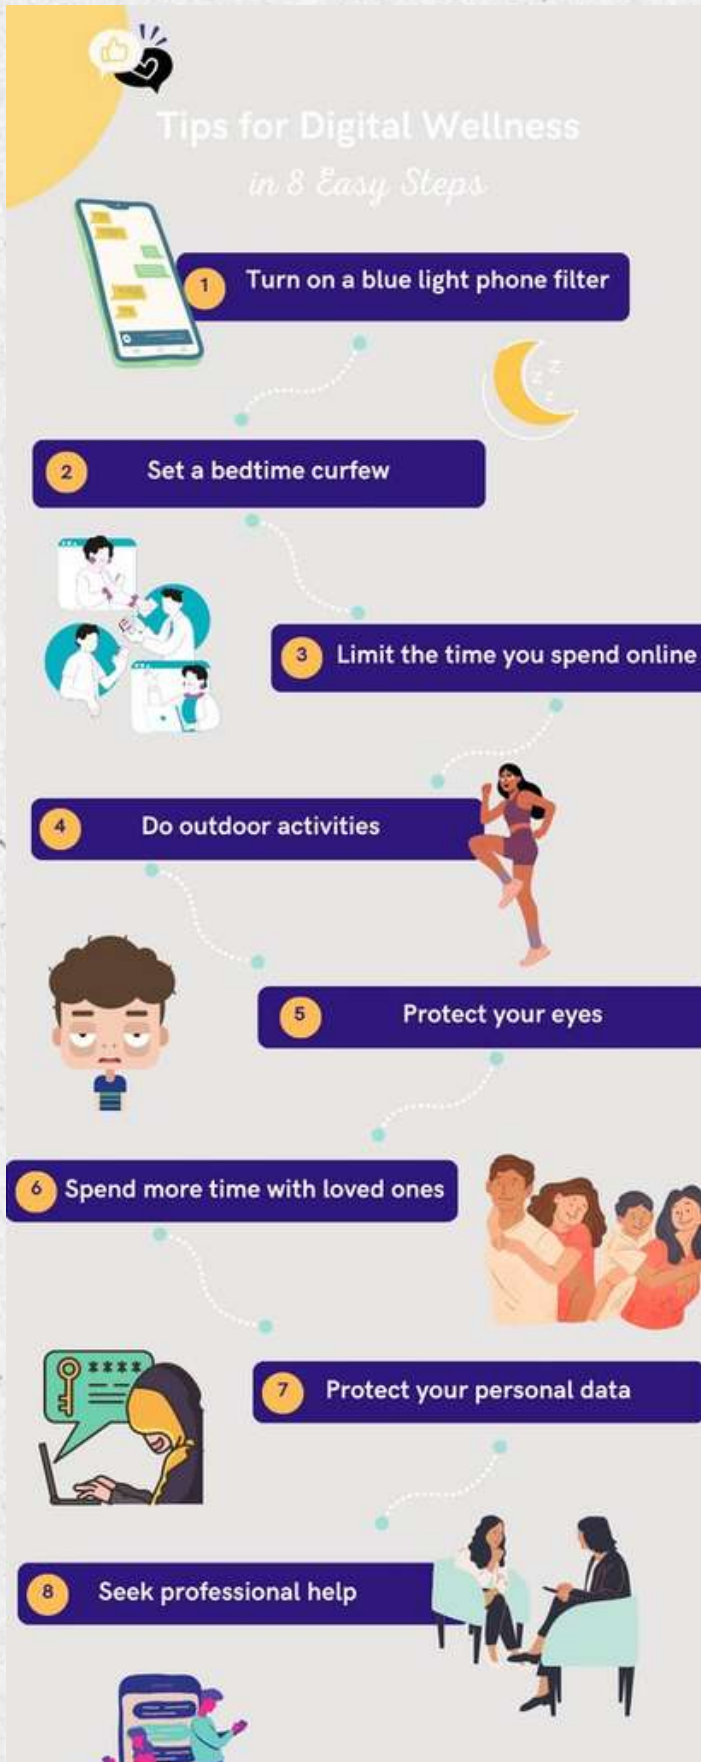 Tips for Digital Wellness
in 8 Easy Steps
1 Turn on a blue light phone filter
z z
z
2 Set a bedtime curfew
3 Limit the time you spend online
4 Do outdoor activities
5 Protect your eyes
6 Spend more time with loved ones
****
7 Protect your personal data
8 Seek professional help